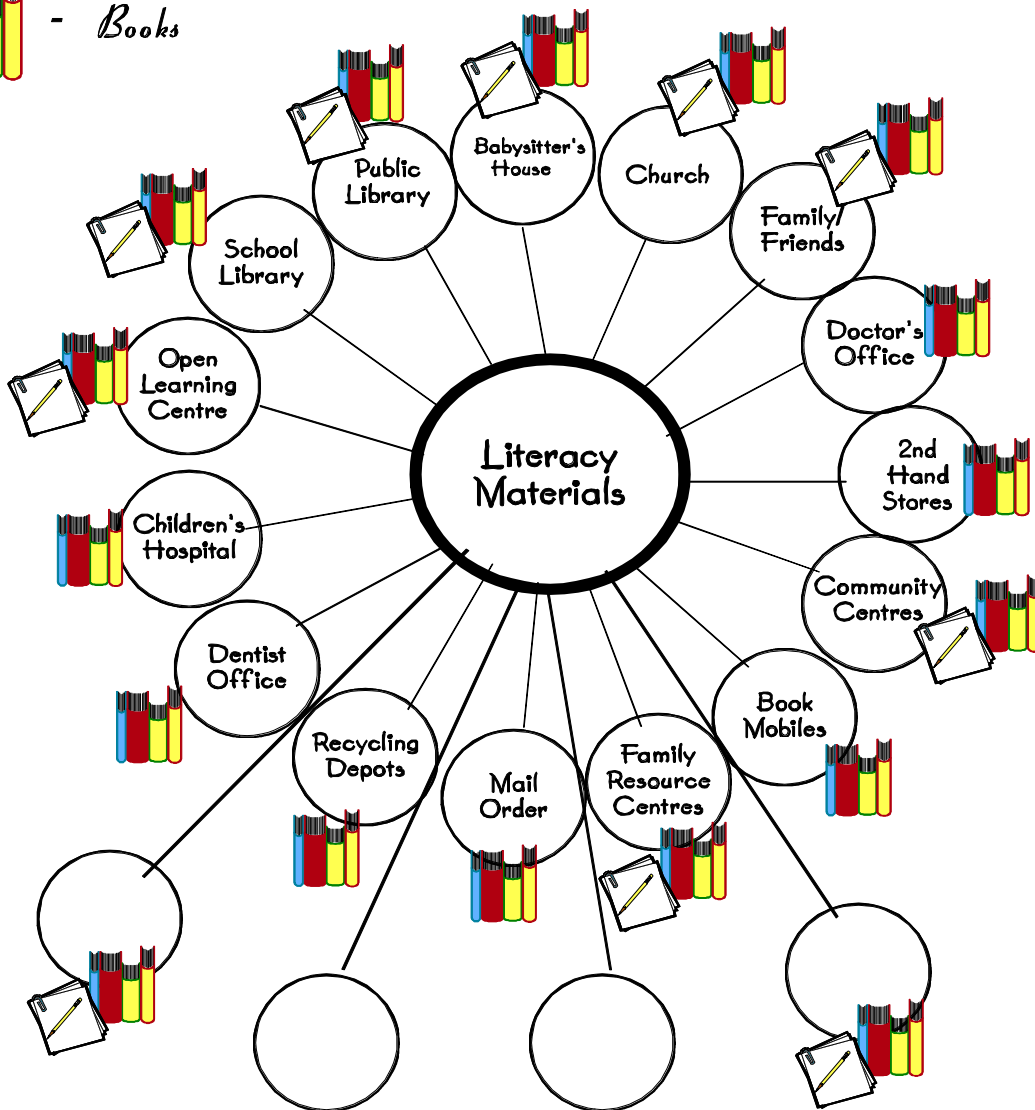 - Books
Babysitter's
House
Public
Library
Church
Family/
Friends
School
Library
Doctor's
Office
Open
Learning
Centre
2nd
Hand
Stores
Literacy
Materials
Children's
Hospital
Community
Centres
Dentist
Office
Book
Mobiles
Recycling
Depots
Mail
Order
Family
Resource
Centres